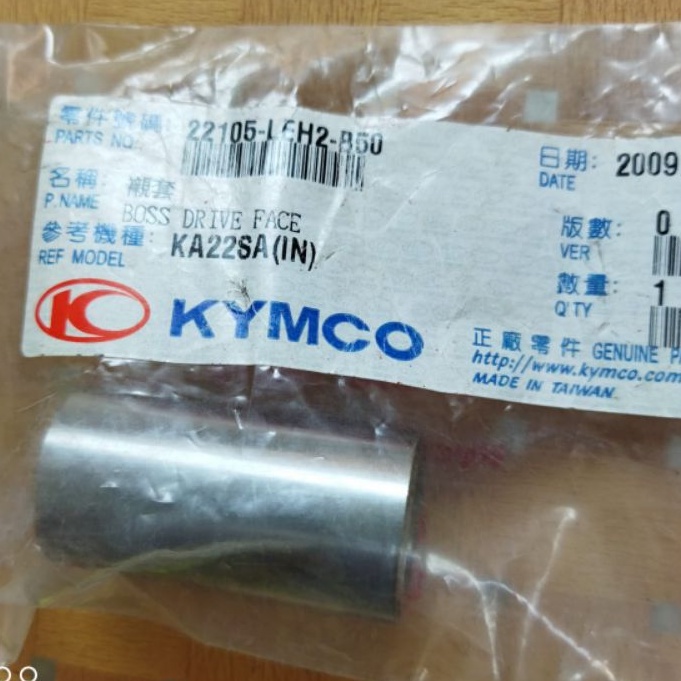 零件號碼: 22105-LEH2-B50
PARTS NO.
名稱: 襯套
P.NAME BOSS DRIVE FACE
參考機種: KA22SA(IN)
REF MODEL
KYMCO
日期: 2009
DATE
版數: 0
VER
數量: 1
Q'TY
正廠零件 GENUINE P
http://www.kymco.com
MADE IN TAIWAN